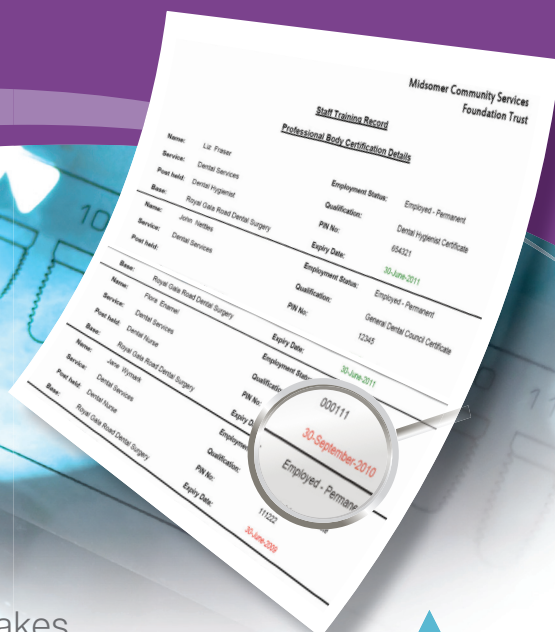 Midsomer Community Services
Foundation Trust
Staff Training Record
Professional Body Certification Details
Name: Liz Fraser Employment Status: Employed - Permanent
Service: Dental Services Qualification: Dental Hygienist Certificate
Post held: Dental Hygienist PIN No: 654321
Base: Royal Gala Road Dental Surgery Expiry Date: 30-June-2011
Name: John Nettles Employment Status: Employed - Permanent
Service: Dental Services Qualification: General Dental Council Certificate
Post held: PIN No: 12345
Base: Royal Gala Road Dental Surgery Expiry Date: 30-June-2011
Name: Flora Enamel Employment Status:
Service: Dental Services
Post held: Dental Nurse PIN No: 000111
Base: Royal Gala Road Dental Surgery 30-September-2010
Name: Jane Wymark Employed - Permane
Service: Dental Services Qualification:
Post held: Dental Nurse PIN No: 111222
Base: Royal Gala Road Dental Surgery Expiry Date: 30-June-2009
akes
10